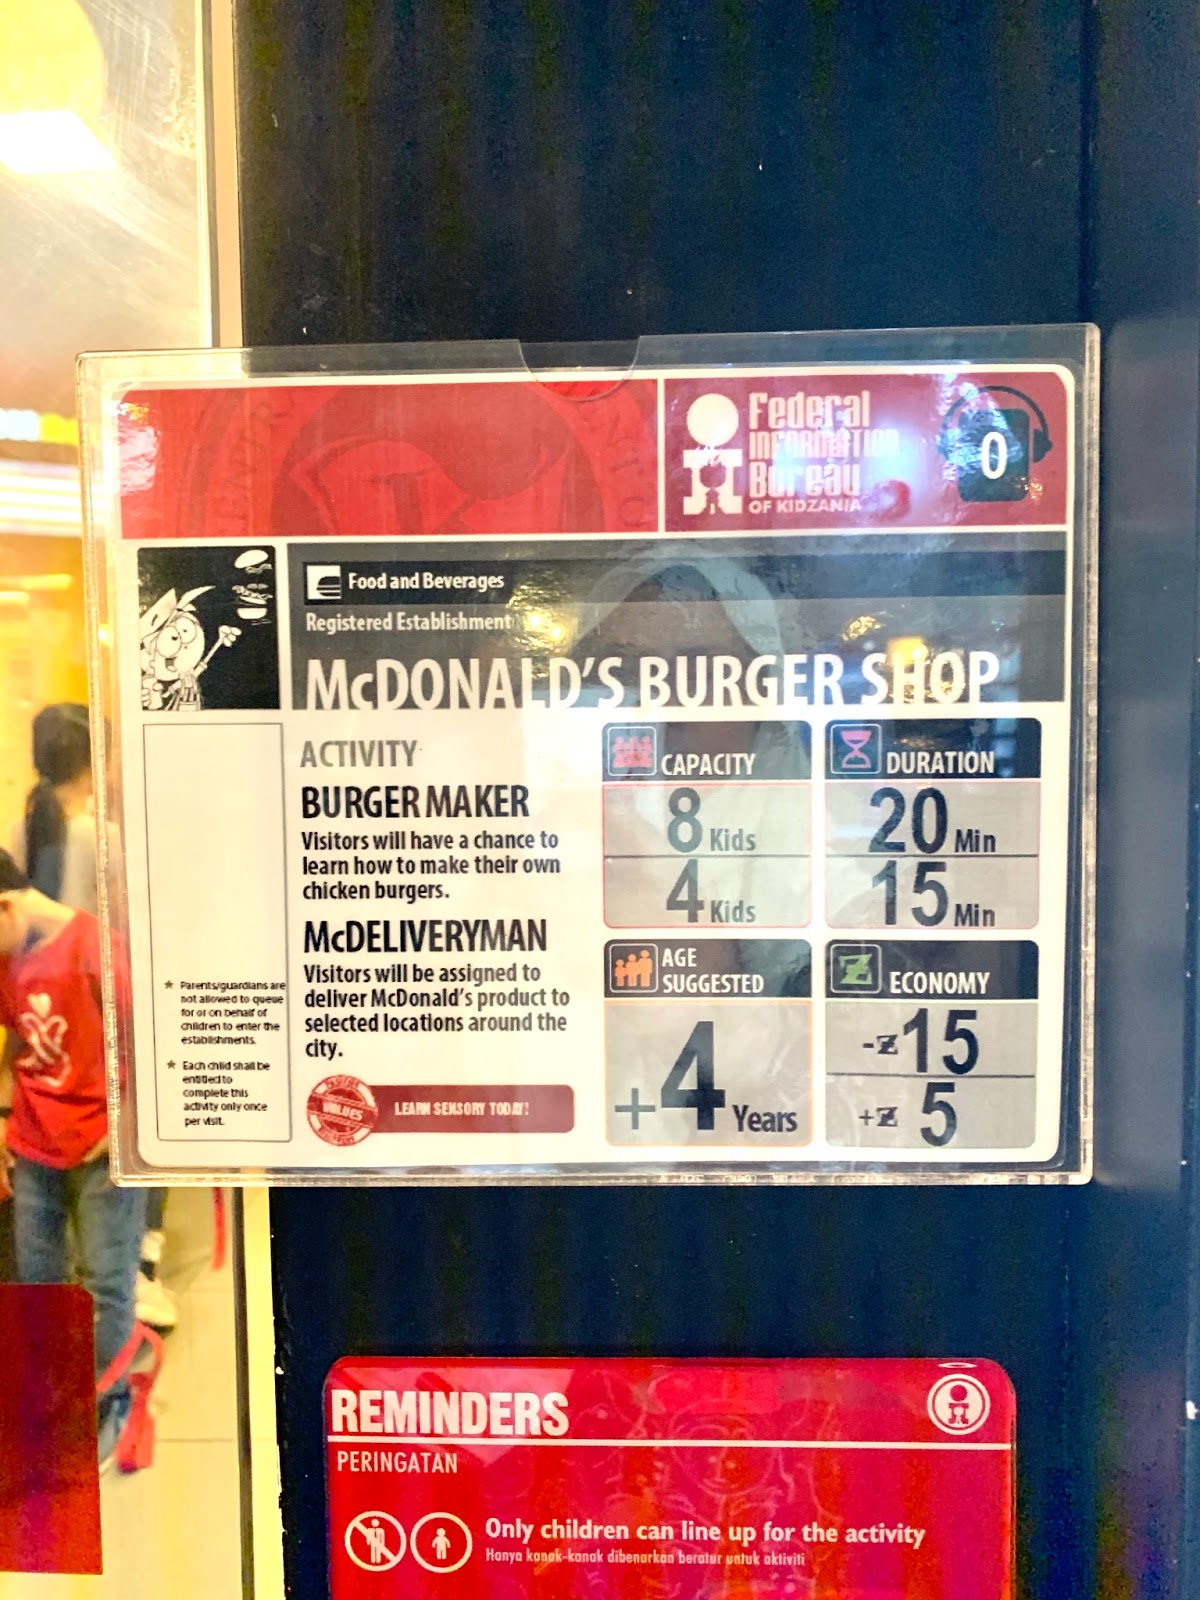 Federal
INFORMATION
Bureau
OF KIDZANIA
0
Food and Beverages
Registered Establishment
McDONALD'S BURGER SHOP
ACTIVITY
BURGER MAKER
Visitors will have a chance to
learn how to make their own
chicken burgers.
McDELIVERYMAN
Visitors will be assigned to
deliver McDonald's product to
selected locations around the
city.
VALUES
LEARN SENSORY TODAY!
CAPACITY
8 Kids
4 Kids
DURATION
20 Min
15 Min
AGE
SUGGESTED
+4 Years
ECONOMY
-Z15
+Z 5
* Parents/guardians are
not allowed to queue
for or on behalf of
children to enter the
establishments.
* Each child shall be
entitled to
complete this
activity only once
per visit.
REMINDERS
PERINGATAN
Only children can line up for the activity
Hanya kanak-kanak dibenarkan beratur untuk aktiviti